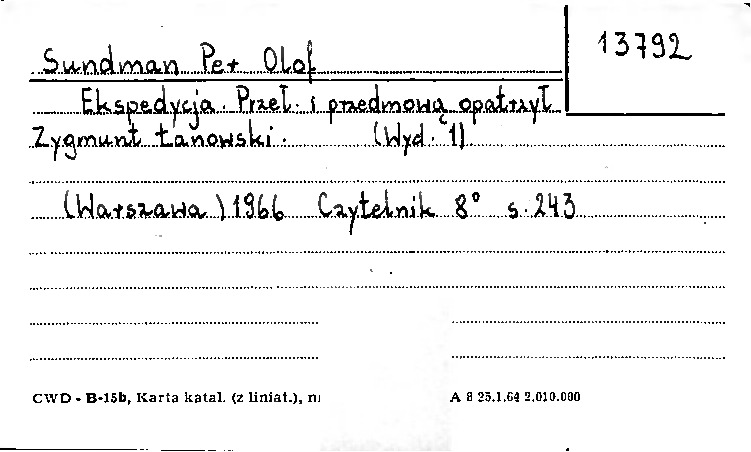 13792
Sundman Per Olof
Ekspedycja. Przeł. i przedmową opatrzył
Zygmunt Łanowski. (Wyd. 1)
(Warszawa) 1966 Czytelnik 8° s. 243
CWD - B-15b, Karta katal. (z liniat.), A 8 25.1.64 2.010.000